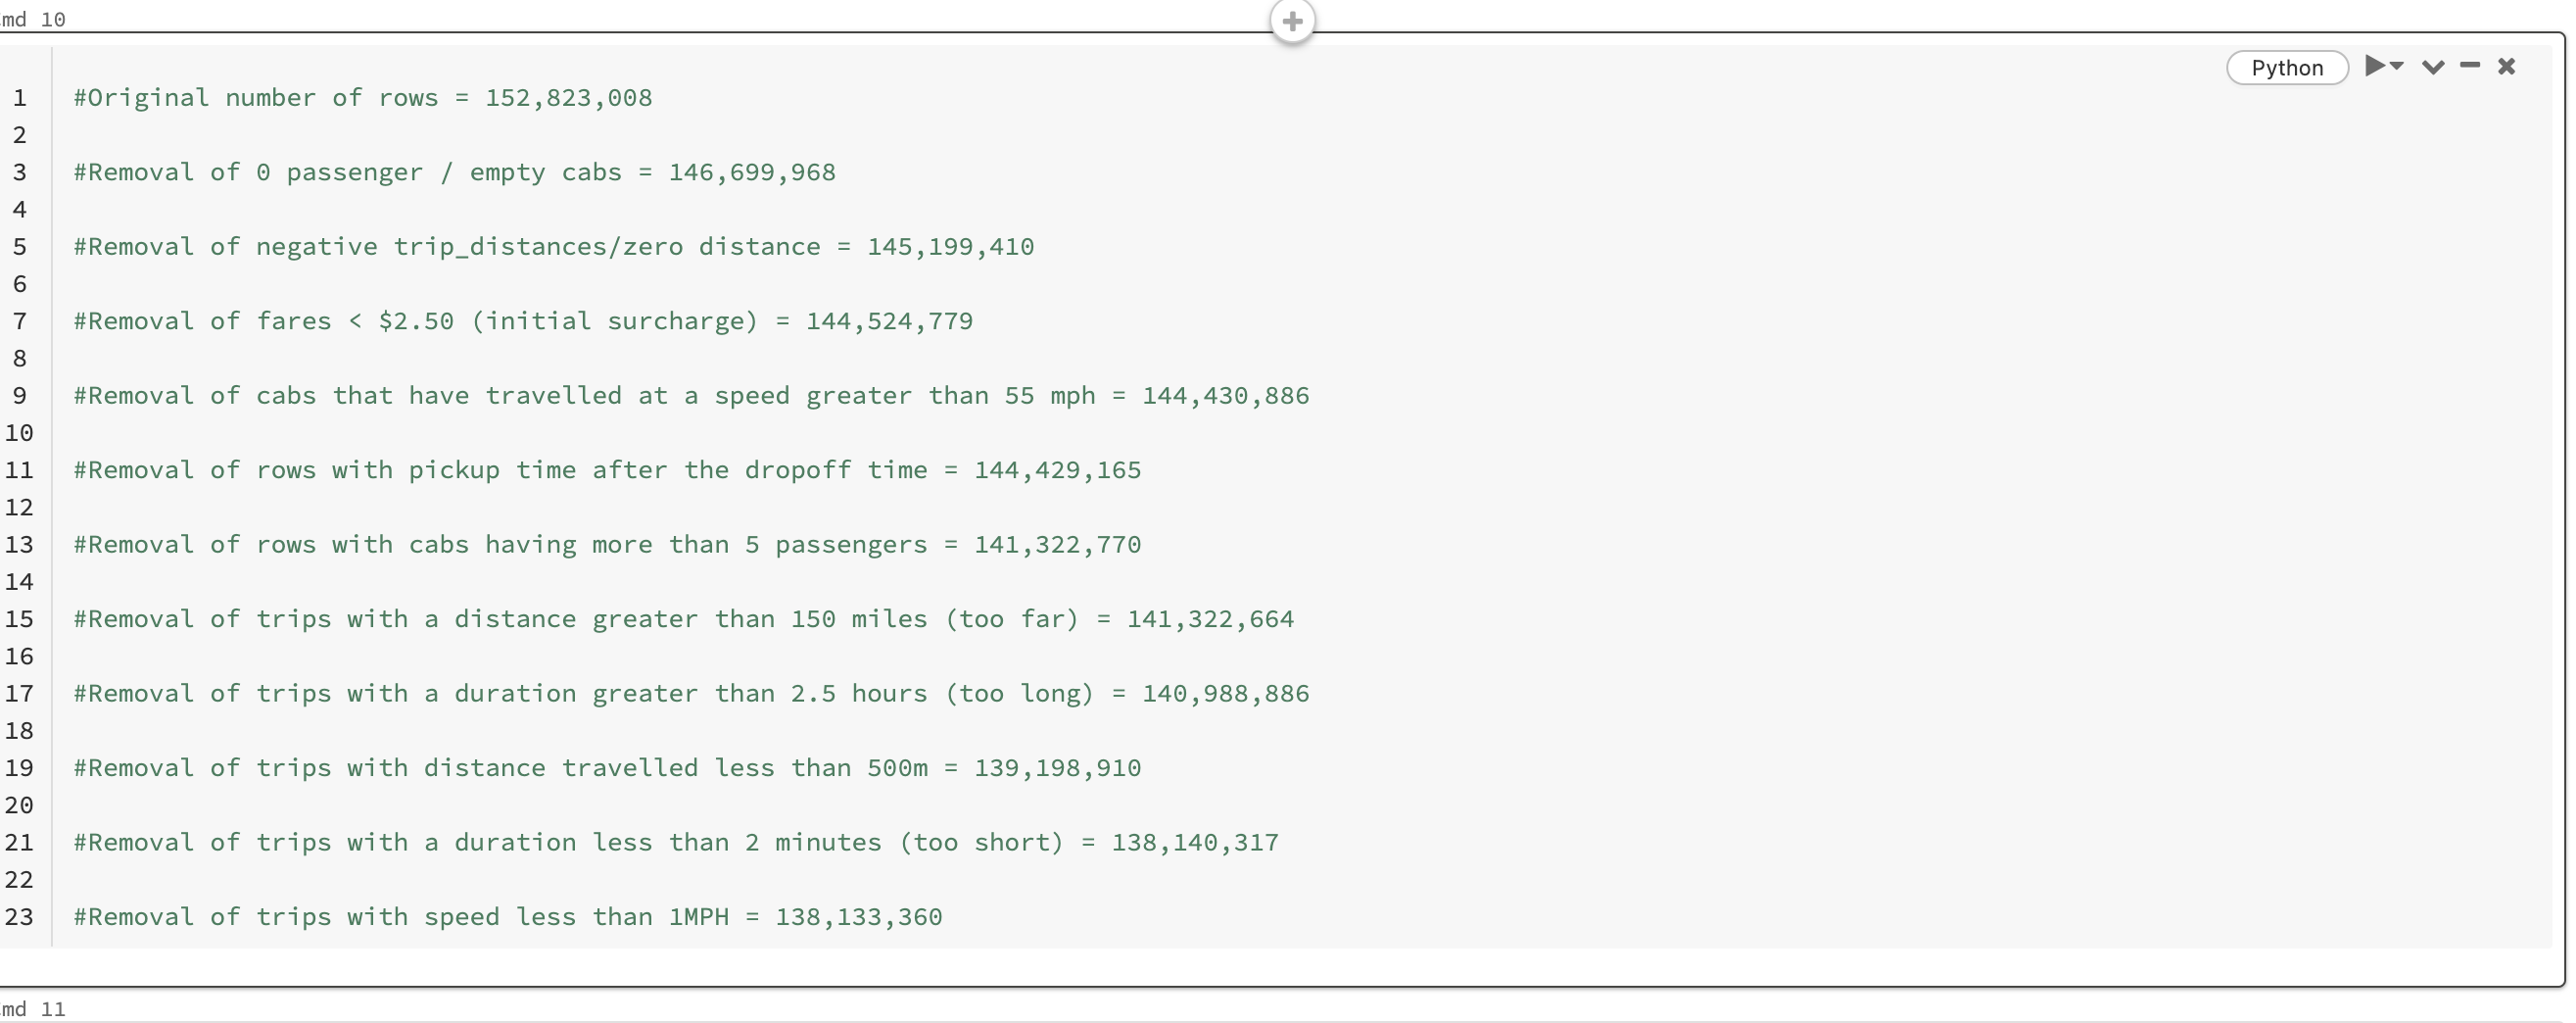 md 10
Python
1 #Original number of rows = 152,823,008
2
3 #Removal of 0 passenger / empty cabs = 146,699,968
4
5 #Removal of negative trip_distances/zero distance = 145,199,410
6
7 #Removal of fares < $2.50 (initial surcharge) = 144,524,779
8
9 #Removal of cabs that have travelled at a speed greater than 55 mph = 144,430,886
10
11 #Removal of rows with pickup time after the dropoff time = 144,429,165
12
13 #Removal of rows with cabs having more than 5 passengers = 141,322,770
14
15 #Removal of trips with a distance greater than 150 miles (too far) = 141,322,664
16
17 #Removal of trips with a duration greater than 2.5 hours (too long) = 140,988,886
18
19 #Removal of trips with distance travelled less than 500m = 139,198,910
20
21 #Removal of trips with a duration less than 2 minutes (too short) = 138,140,317
22
23 #Removal of trips with speed less than 1MPH = 138,133,360
md 11